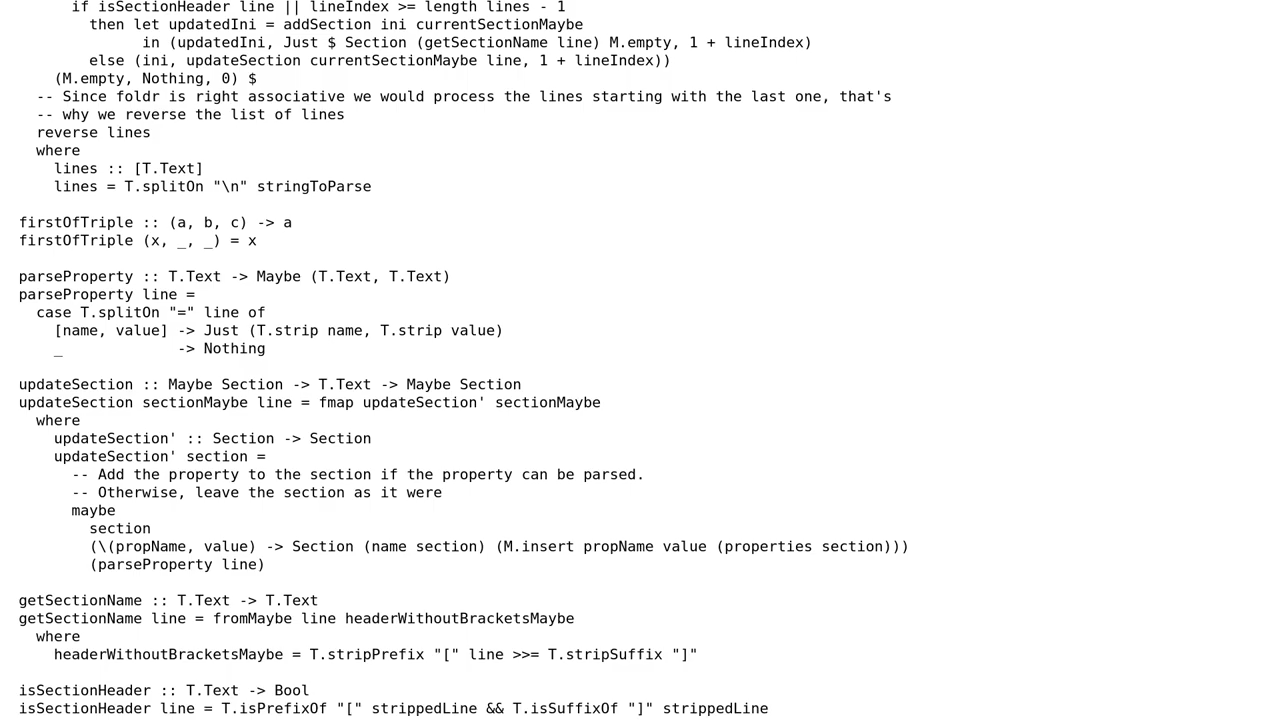 if isSectionHeader line || lineIndex >= length lines - 1
then let updatedIni = addSection ini currentSectionMaybe
in (updatedIni, Just $ Section (getSectionName line) M.empty, 1 + lineIndex)
else (ini, updateSection currentSectionMaybe line, 1 + lineIndex))
(M.empty, Nothing, 0) $
-- Since foldr is right associative we would process the lines starting with the last one, that's
-- why we reverse the list of lines
reverse lines
where
lines :: [T.Text]
lines = T.splitOn "\n" stringToParse

firstOfTriple :: (a, b, c) -> a
firstOfTriple (x, _, _) = x

parseProperty :: T.Text -> Maybe (T.Text, T.Text)
parseProperty line =
case T.splitOn "=" line of
[name, value] -> Just (T.strip name, T.strip value)
_ -> Nothing

updateSection :: Maybe Section -> T.Text -> Maybe Section
updateSection sectionMaybe line = fmap updateSection' sectionMaybe
where
updateSection' :: Section -> Section
updateSection' section =
-- Add the property to the section if the property can be parsed.
-- Otherwise, leave the section as it were
maybe
section
(\(propName, value) -> Section (name section) (M.insert propName value (properties section)))
(parseProperty line)

getSectionName :: T.Text -> T.Text
getSectionName line = fromMaybe line headerWithoutBracketsMaybe
where
headerWithoutBracketsMaybe = T.stripPrefix "[" line >>= T.stripSuffix "]"

isSectionHeader :: T.Text -> Bool
isSectionHeader line = T.isPrefixOf "[" strippedLine && T.isSuffixOf "]" strippedLine